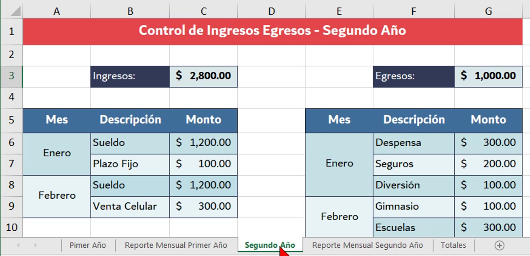 A B C D E F G
1 Control de Ingresos Egresos - Segundo Año
2
3 Ingresos: $ 2,800.00 Egresos: $ 1,000.00
4
5 Mes Descripción Monto Mes Descripción Monto
6 Enero Sueldo $ 1,200.00 Enero Despensa $ 300.00
7 Plazo Fijo $ 100.00 Seguros $ 200.00
8 Febrero Sueldo $ 1,200.00 Diversión $ 100.00
9 Venta Celular $ 300.00 Febrero Gimnasio $ 100.00
10 Escuelas $ 300.00
Pimer Año Reporte Mensual Primer Año Segundo Año Reporte Mensual Segundo Año Totales